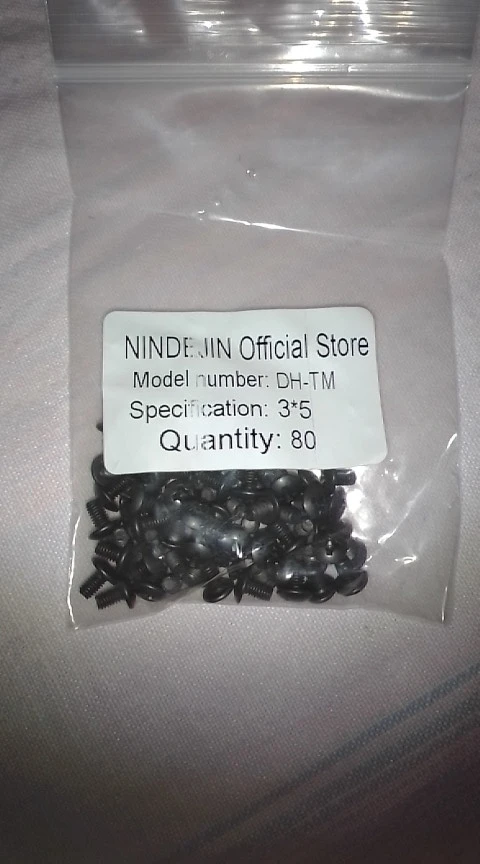 NINDEJIN Official Store
Model number: DH-TM
Specification: 3*5
Quantity: 80